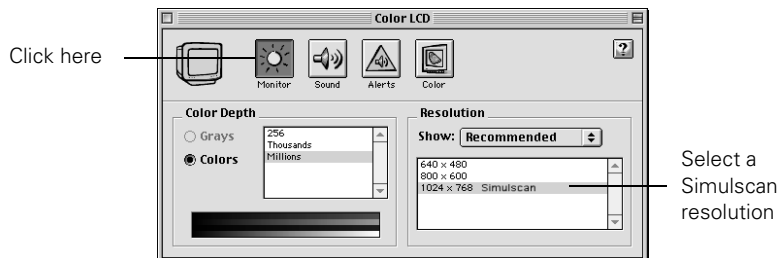 Color LCD
Click here
?
Monitor
Sound
Alerts
Color
Color Depth
Grays
Colors
256
Thousands
Millions
Resolution
Show: Recommended
640 × 480
800 × 600
1024 × 768 Simulscan
Select a
Simulscan
resolution